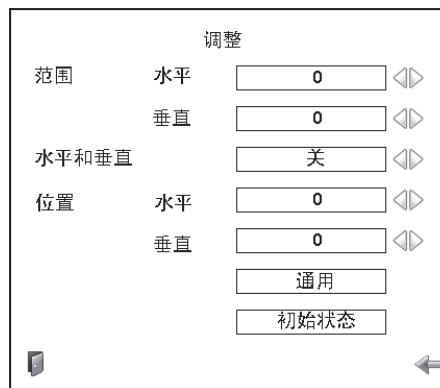 调整
范围 水平 0
垂直 0
水平和垂直 关
位置 水平 0
垂直 0
通用
初始状态